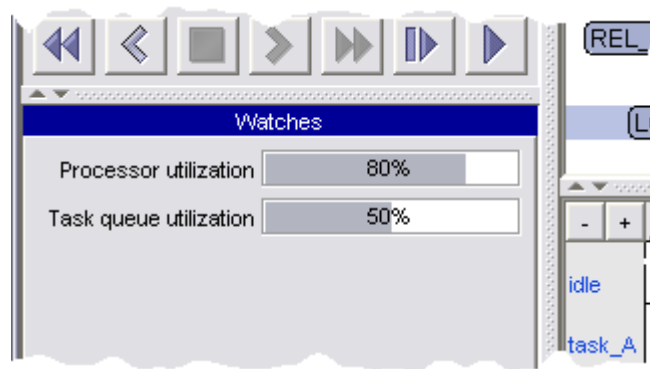 REL_
Watches
Processor utilization 80%
Task queue utilization 50%
- +
idle
task_A